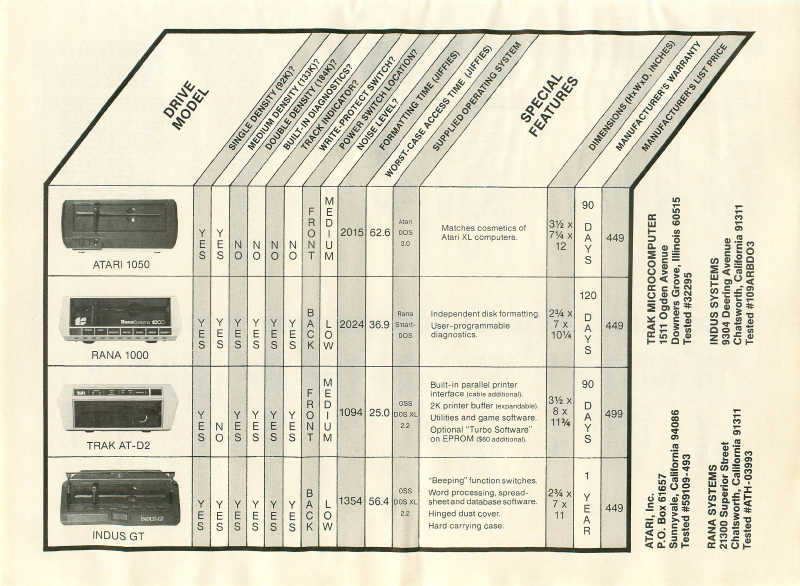 DRIVE
MODEL
SINGLE DENSITY (92K)?
MEDIUM DENSITY (133K)?
DOUBLE DENSITY (184K)?
BUILT-IN DIAGNOSTICS?
TRACK INDICATOR?
WRITE-PROTECT SWITCH?
POWER SWITCH LOCATION?
NOISE LEVEL?
FORMATTING TIME (JIFFIES)
WORST-CASE ACCESS TIME (JIFFIES)
SUPPLIED OPERATING SYSTEM
SPECIAL
FEATURES
DIMENSIONS (HxWxD, INCHES)
MANUFACTURER'S WARRANTY
MANUFACTURER'S LIST PRICE
ATARI 1050
YES
YES
NO
NO
NO
NO
FRONT
MEDIUM
2015
62.6
Atari
DOS
3.0
Matches cosmetics of
Atari XL computers.
3½ x
7¼ x
12
90
DAYS
449
RanaSystems 1000
RANA 1000
YES
YES
YES
YES
YES
YES
BACK
LOW
2024
36.9
Rana
Smart-
DOS
Independent disk formatting.
User-programmable
diagnostics.
2¾ x
7 x
10¼
120
DAYS
449
TRAK AT-D2
YES
NO
YES
YES
YES
YES
FRONT
MEDIUM
1094
25.0
OSS
DOS XL
2.2
Built-in parallel printer
interface (cable additional).
2K printer buffer (expandable).
Utilities and game software.
Optional "Turbo Software"
on EPROM ($60 additional).
3½ x
8 x
11¾
90
DAYS
499
INDUS GT
INDUS GT
YES
YES
YES
YES
YES
YES
BACK
LOW
1354
56.4
OSS
DOS XL
2.2
"Beeping" function switches.
Word processing, spread-
sheet and database software.
Hinged dust cover.
Hard carrying case.
2¾ x
7 x
11
1
YEAR
449
ATARI, Inc.
P.O. Box 61657
Sunnyvale, California 94086
Tested #59109-493
TRAK MICROCOMPUTER
1511 Ogden Avenue
Downers Grove, Illinois 60515
Tested #32295
RANA SYSTEMS
21300 Superior Street
Chatsworth, California 91311
Tested #ATH-03993
INDUS SYSTEMS
9304 Deering Avenue
Chatsworth, California 91311
Tested #109ARBDO3